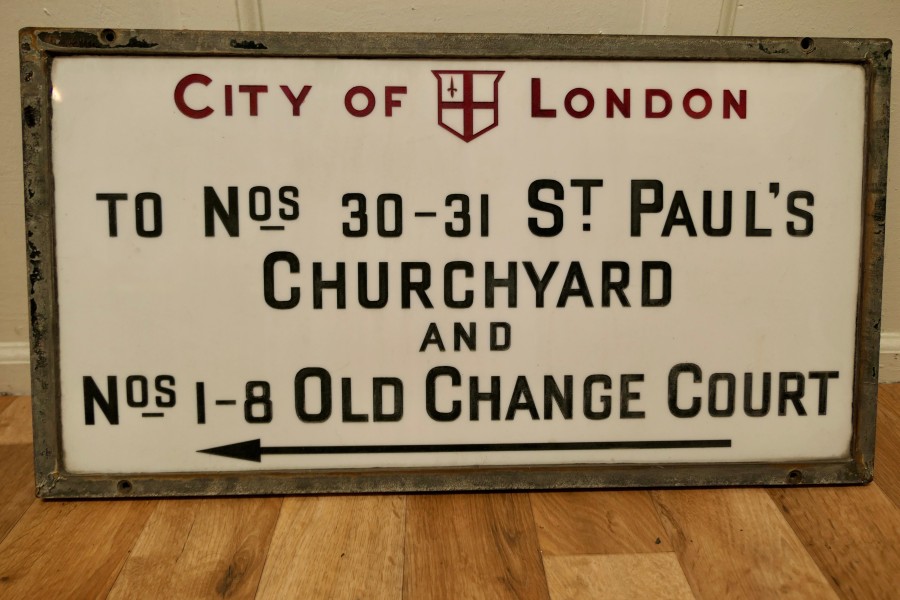 CITY OF LONDON
TO NOS 30-31 ST PAUL'S
CHURCHYARD
AND
NOS 1-8 OLD CHANGE COURT